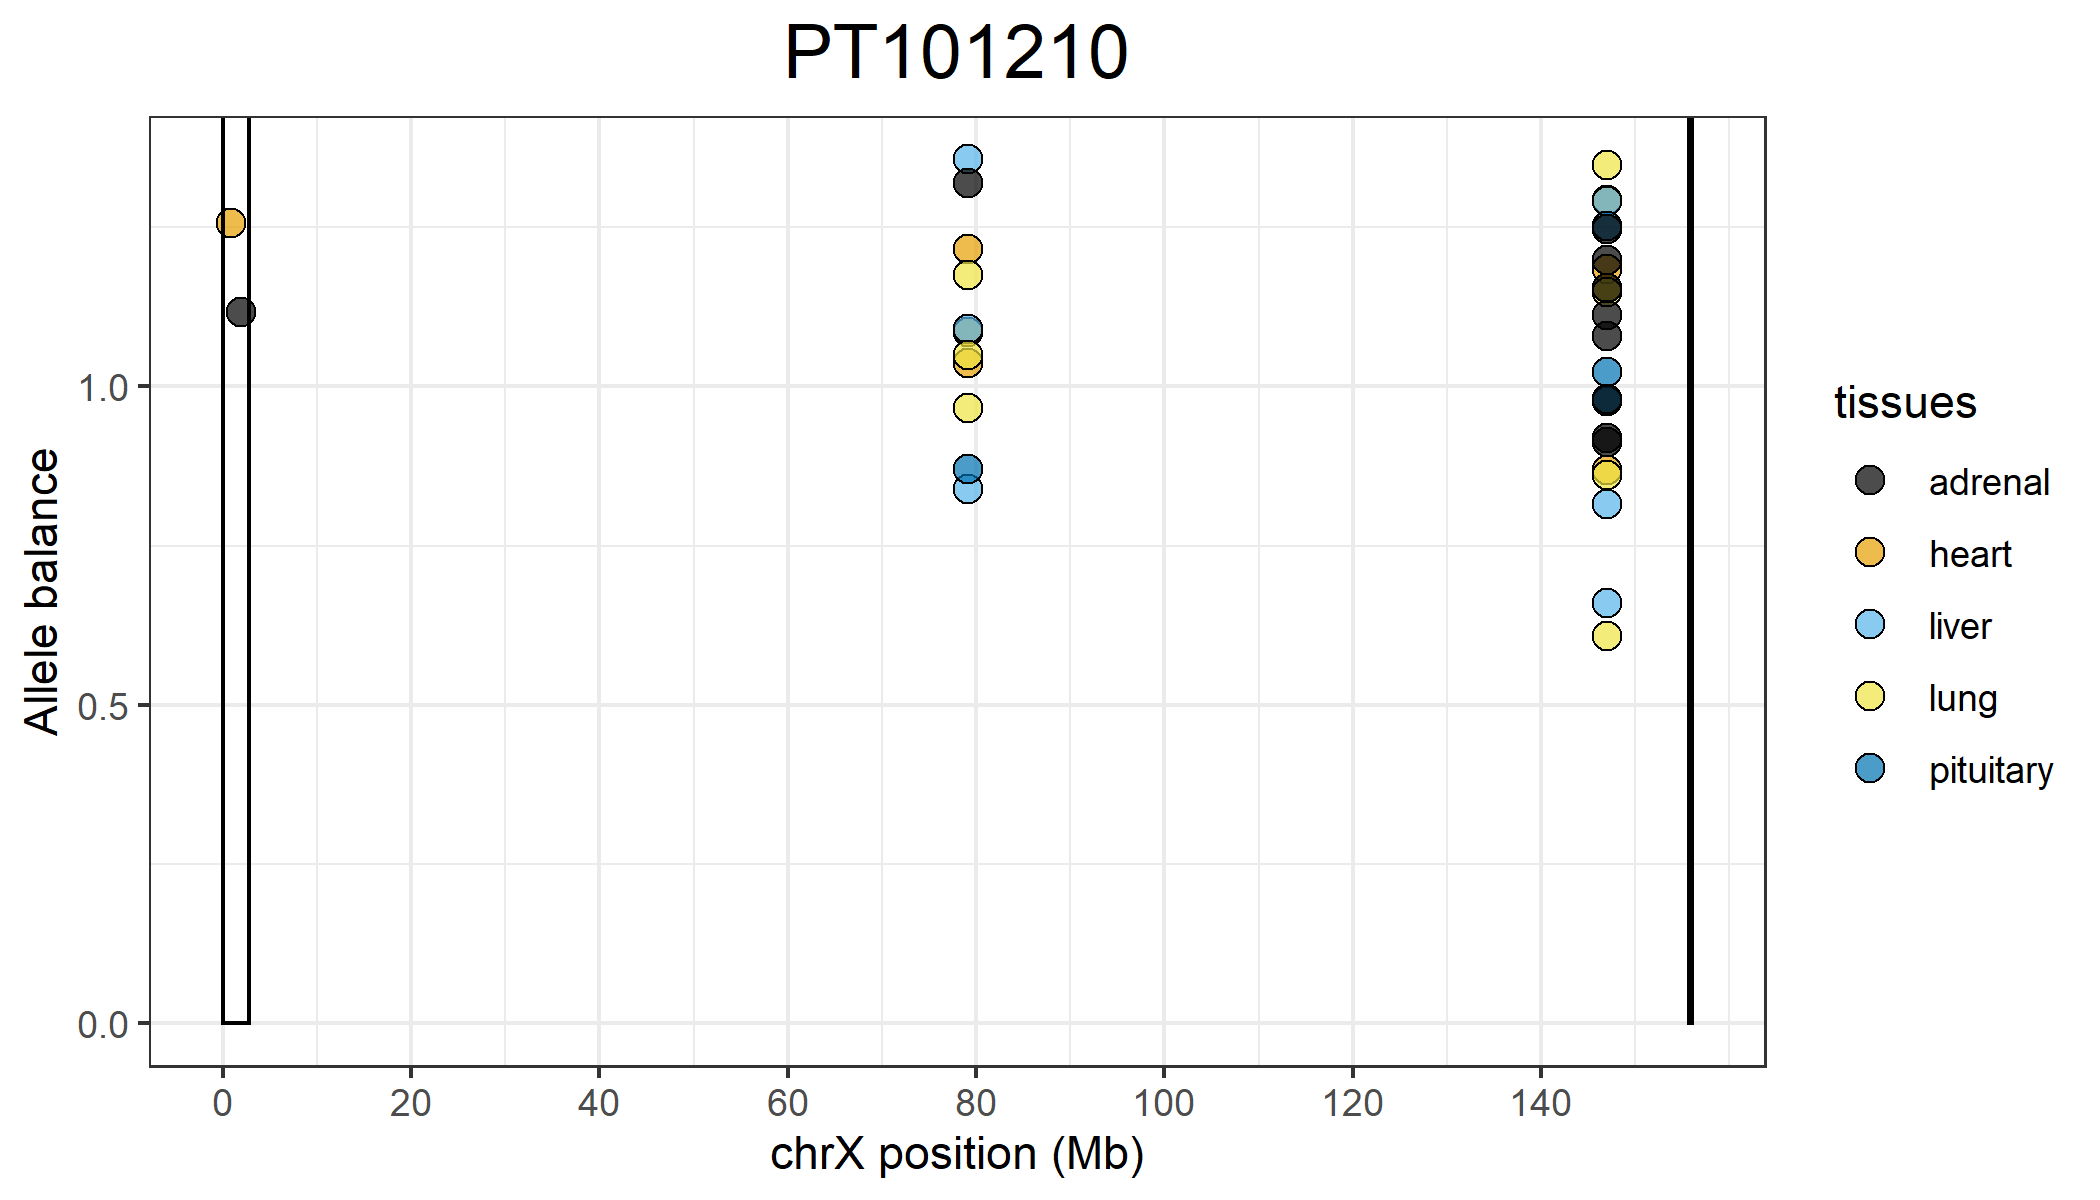 PT101210
Allele balance
1.0
0.5
0.0
0 20 40 60 80 100 120 140
chrX position (Mb)
tissues
adrenal
heart
liver
lung
pituitary